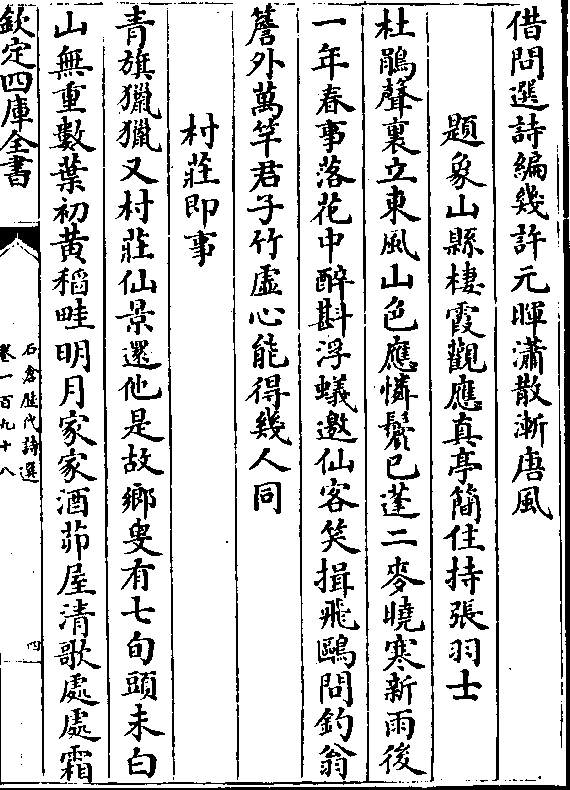 借問選詩編幾許元暉瀟散漸唐風
題象山縣棲霞觀應真亭簡住持張羽士
杜鵑聲裏立東風山色應憐鬢已蓬二麥曉寒新雨後
一年春事落花中醉斟浮蟻邀仙客笑揖飛鷗問釣翁
簷外萬竿君子竹虛心能得幾人同
村莊即事
青旗獵獵又村莊仙景還他是故鄉叟有七旬頭未白
山無重數葉初黃稻畦明月家家酒茆屋清歌處處霜
欽定四庫全書
石倉歷代詩選
卷一百九十八
四